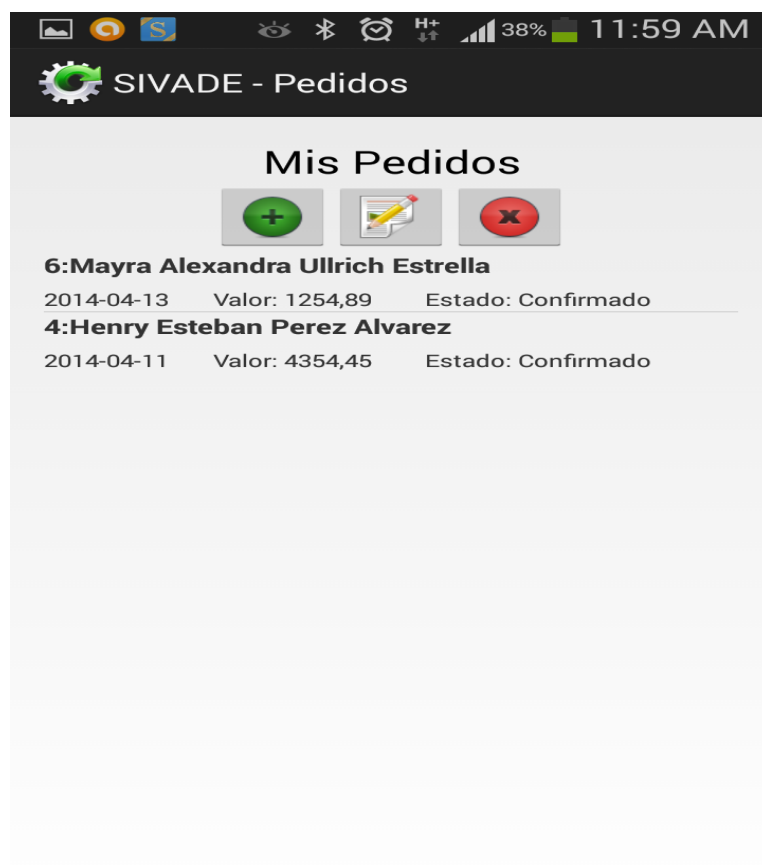 H+
38%
11:59 AM
SIVADE - Pedidos
Mis Pedidos
6:Mayra Alexandra Ullrich Estrella
2014-04-13 Valor: 1254,89 Estado: Confirmado
4:Henry Esteban Perez Alvarez
2014-04-11 Valor: 4354,45 Estado: Confirmado